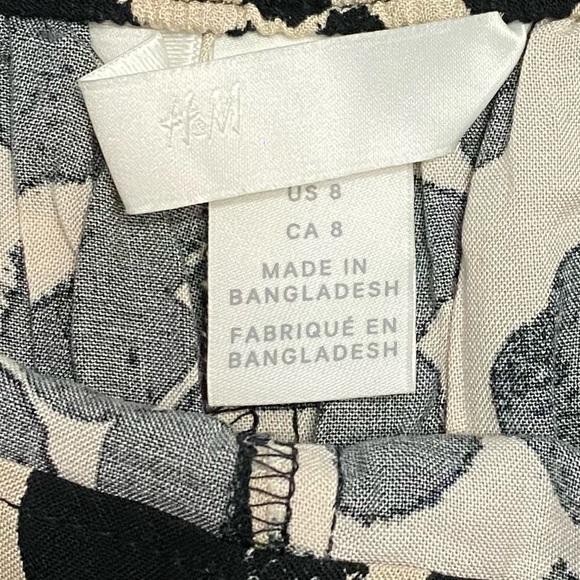 H&M
US 8
CA 8
MADE IN
BANGLADESH
FABRIQUÉ EN
BANGLADESH